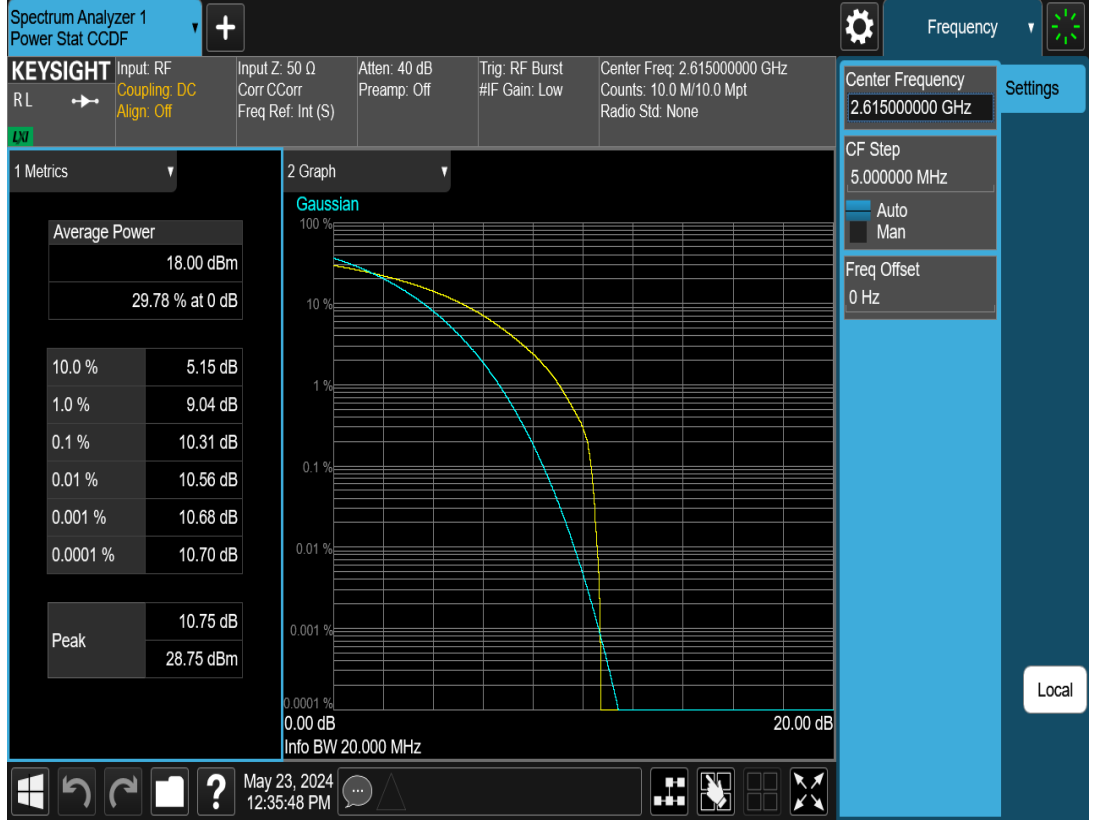 Spectrum Analyzer 1
Power Stat CCDF
+
Frequency
KEYSIGHT
RL
LXI
Input: RF
Coupling: DC
Align: Off
Input Z: 50 Ω
Corr CCorr
Freq Ref: Int (S)
Atten: 40 dB
Preamp: Off
Trig: RF Burst
#IF Gain: Low
Center Freq: 2.615000000 GHz
Counts: 10.0 M/10.0 Mpt
Radio Std: None
Center Frequency
2.615000000 GHz
Settings
CF Step
5.000000 MHz
Auto
Man
Freq Offset
0 Hz
1 Metrics
Average Power
18.00 dBm
29.78 % at 0 dB
10.0 % 5.15 dB
1.0 % 9.04 dB
0.1 % 10.31 dB
0.01 % 10.56 dB
0.001 % 10.68 dB
0.0001 % 10.70 dB
Peak
10.75 dB
28.75 dBm
2 Graph
Gaussian
100 %
10 %
1 %
0.1 %
0.01 %
0.001 %
0.0001 %
0.00 dB 20.00 dB
Info BW 20.000 MHz
Local
?
May 23, 2024
12:35:48 PM